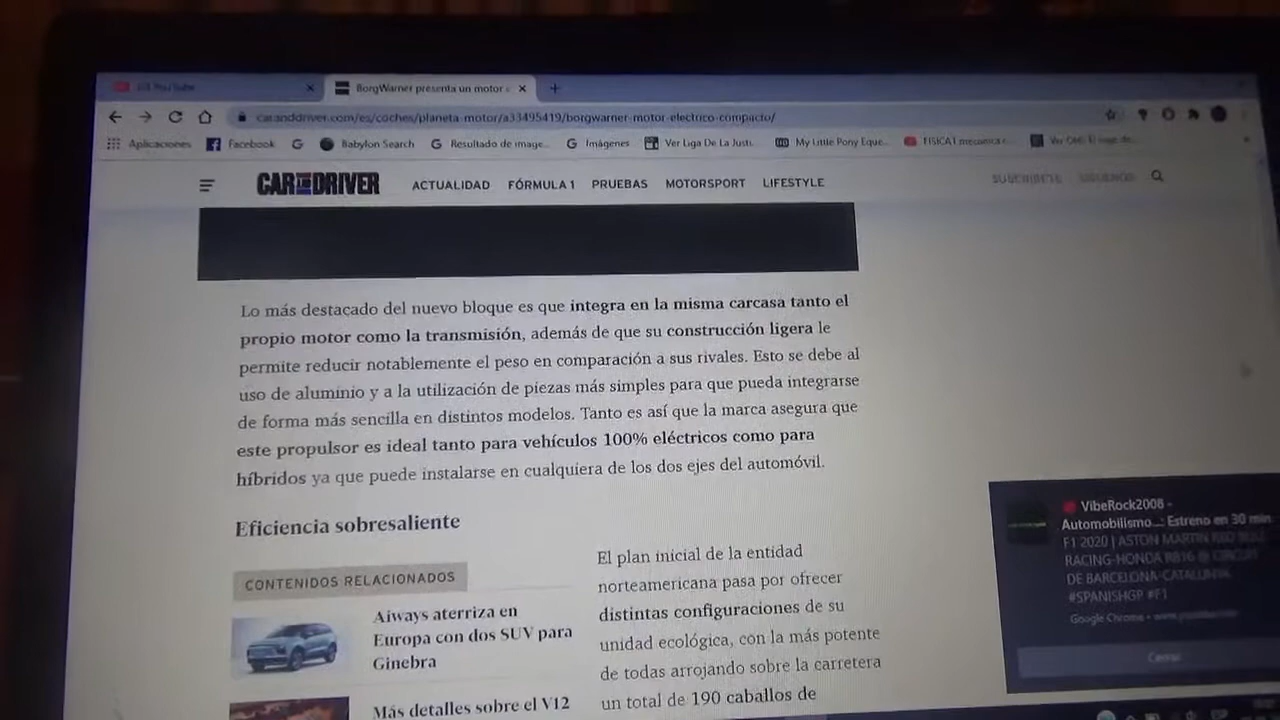 BorgWarner presenta un motor
caranddriver.com/es/coches/planeta-motor/a33495419/borgwarner-motor-electrico-compacto/
Aplicaciones Facebook Babylon Search Resultado de image... Imágenes Ver Liga De La Justi... My Little Pony Eque...
CAR AND DRIVER ACTUALIDAD FÓRMULA 1 PRUEBAS MOTORSPORT LIFESTYLE SUSCRÍBETE SÍGUENOS
Lo más destacado del nuevo bloque es que integra en la misma carcasa tanto el
propio motor como la transmisión, además de que su construcción ligera le
permite reducir notablemente el peso en comparación a sus rivales. Esto se debe al
uso de aluminio y a la utilización de piezas más simples para que pueda integrarse
de forma más sencilla en distintos modelos. Tanto es así que la marca asegura que
este propulsor es ideal tanto para vehículos 100% eléctricos como para
híbridos ya que puede instalarse en cualquiera de los dos ejes del automóvil.
Eficiencia sobresaliente
CONTENIDOS RELACIONADOS
Aiways aterriza en
Europa con dos SUV para
Ginebra
Más detalles sobre el V12
El plan inicial de la entidad
norteamericana pasa por ofrecer
distintas configuraciones de su
unidad ecológica, con la más potente
de todas arrojando sobre la carretera
un total de 190 caballos de
VibeRock2008 -
Automobilismo...: Estreno en 30 min
F1 2020 | ASTON MARTIN RED BULL
RACING-HONDA RB16 @ CIRCUIT
DE BARCELONA-CATALUNYA
#SPANISHGP #F1
Google Chrome •
Cerrar